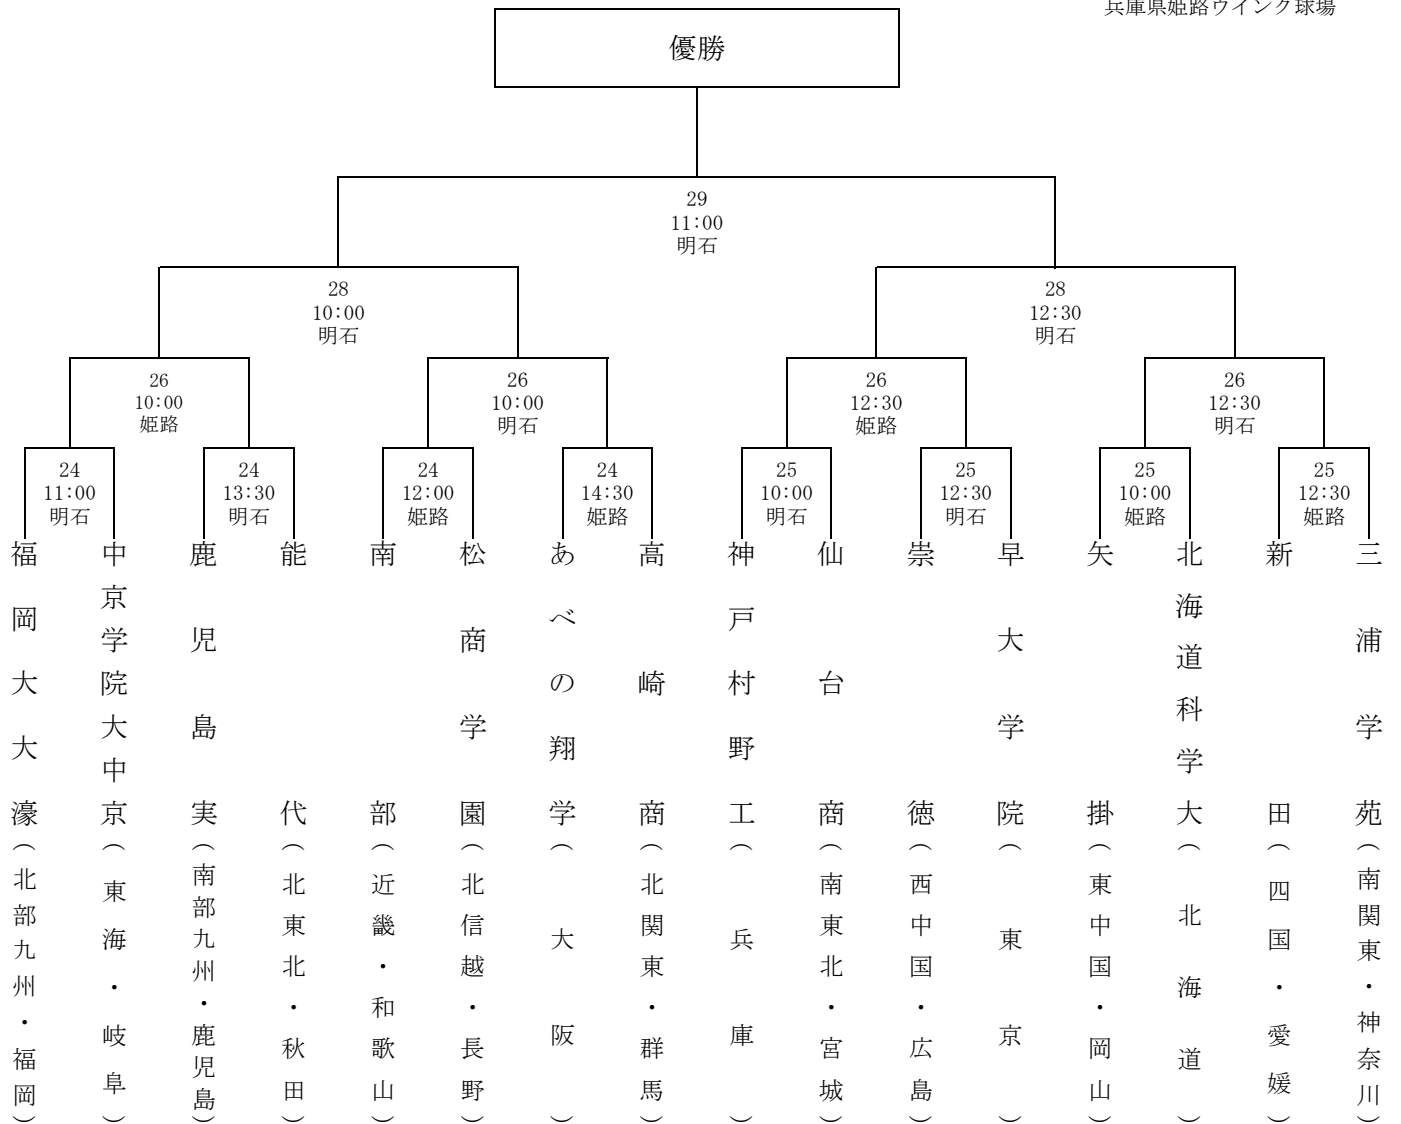 兵庫県姫路ウインク球場
優勝
29
11:00
明石
28
10:00
明石
28
12:30
明石
26
10:00
姫路
26
10:00
明石
26
12:30
姫路
26
12:30
明石
24
11:00
明石
24
13:30
明石
24
12:00
姫路
24
14:30
姫路
25
10:00
明石
25
12:30
明石
25
10:00
姫路
25
12:30
姫路
福岡大大濠(北部九州・福岡)
中京学院大中京(東海・岐阜)
鹿児島実(南部九州・鹿児島)
能代(北東北・秋田)
南部(近畿・和歌山)
松商学園(北信越・長野)
あべの翔学(大阪)
高崎商(北関東・群馬)
神戸村野工(兵庫)
仙台商(南東北・宮城)
崇徳(西中国・広島)
早大学院(東京)
矢掛(東中国・岡山)
北海道科学大(北海道)
新田(四国・愛媛)
三浦学苑(南関東・神奈川)